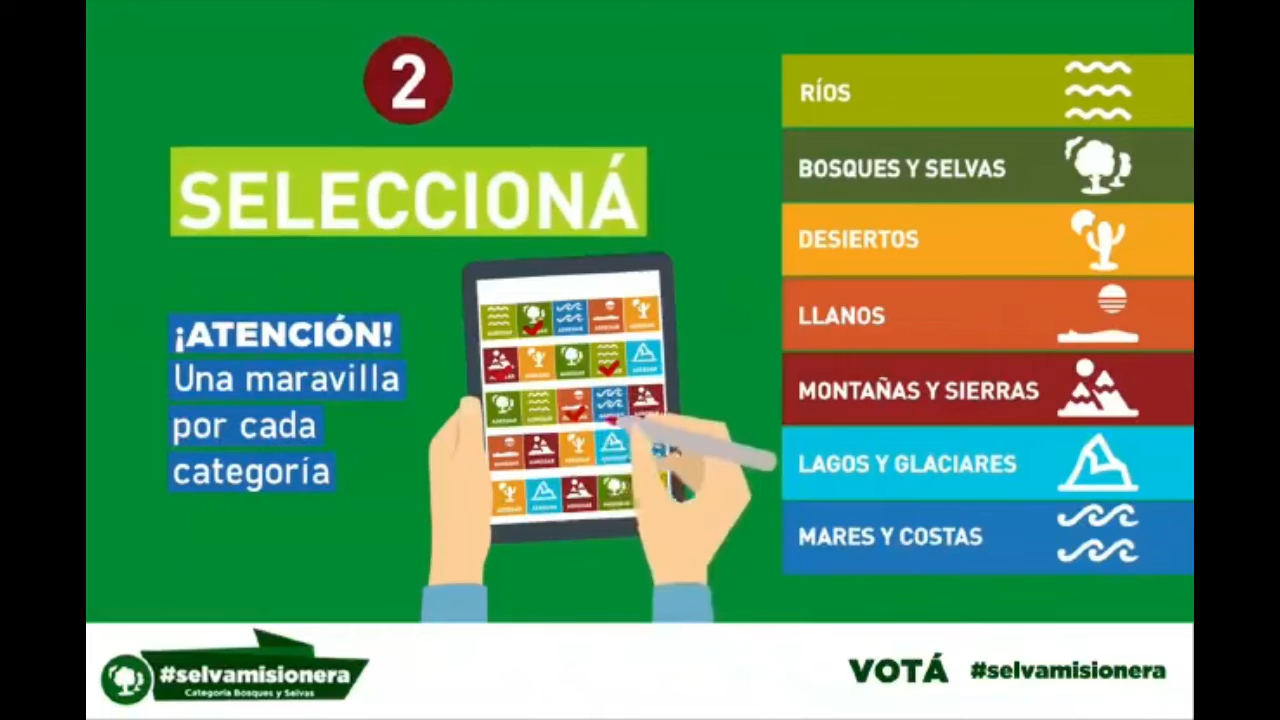 2
SELECCIONÁ
¡ATENCIÓN!
Una maravilla
por cada
categoría
RÍOS
BOSQUES Y SELVAS
DESIERTOS
LLANOS
MONTAÑAS Y SIERRAS
LAGOS Y GLACIARES
MARES Y COSTAS
#selvamisionera
Categoría Bosques y Selvas
VOTÁ #selvamisionera